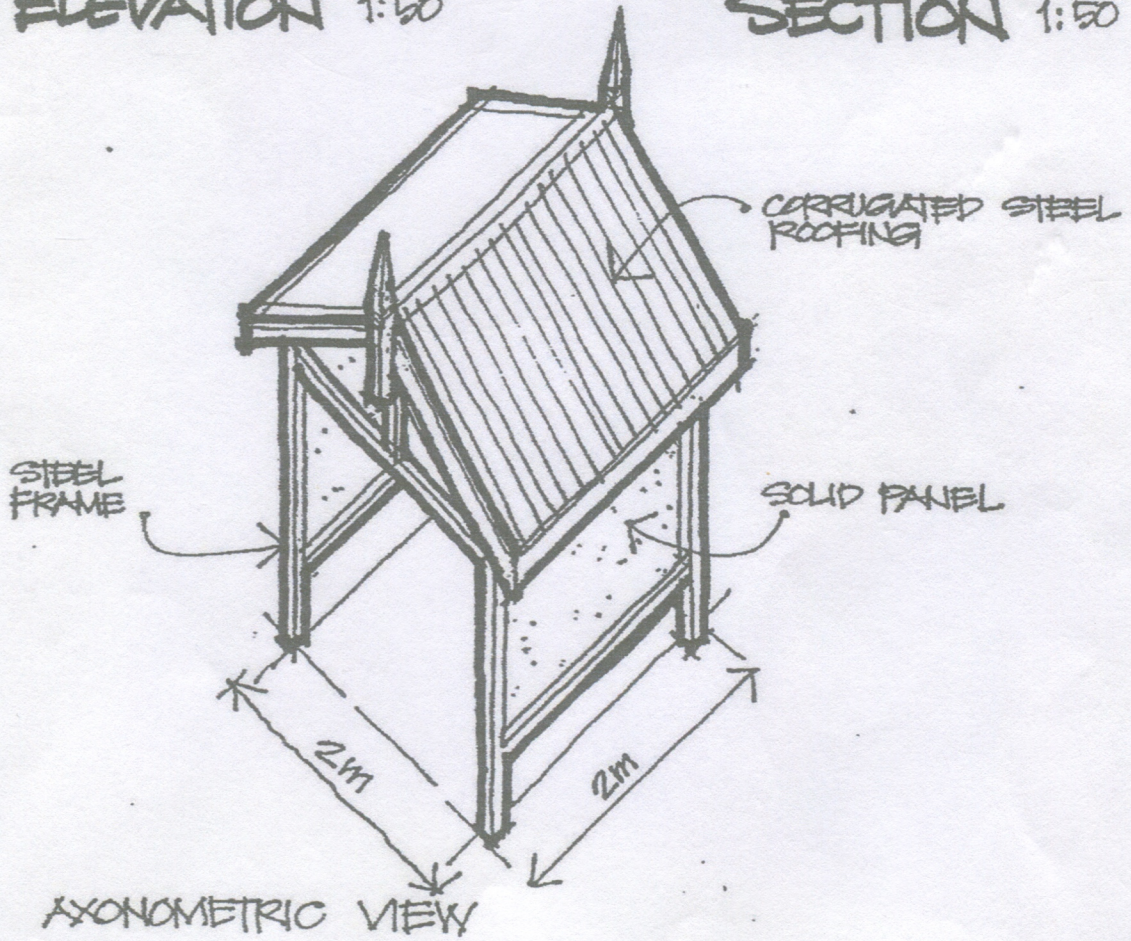 ELEVATION 1:50
SECTION 1:50
CORRUGATED STEEL
ROOFING
STEEL
FRAME
SOLID PANEL
2m
2m
AXONOMETRIC VIEW